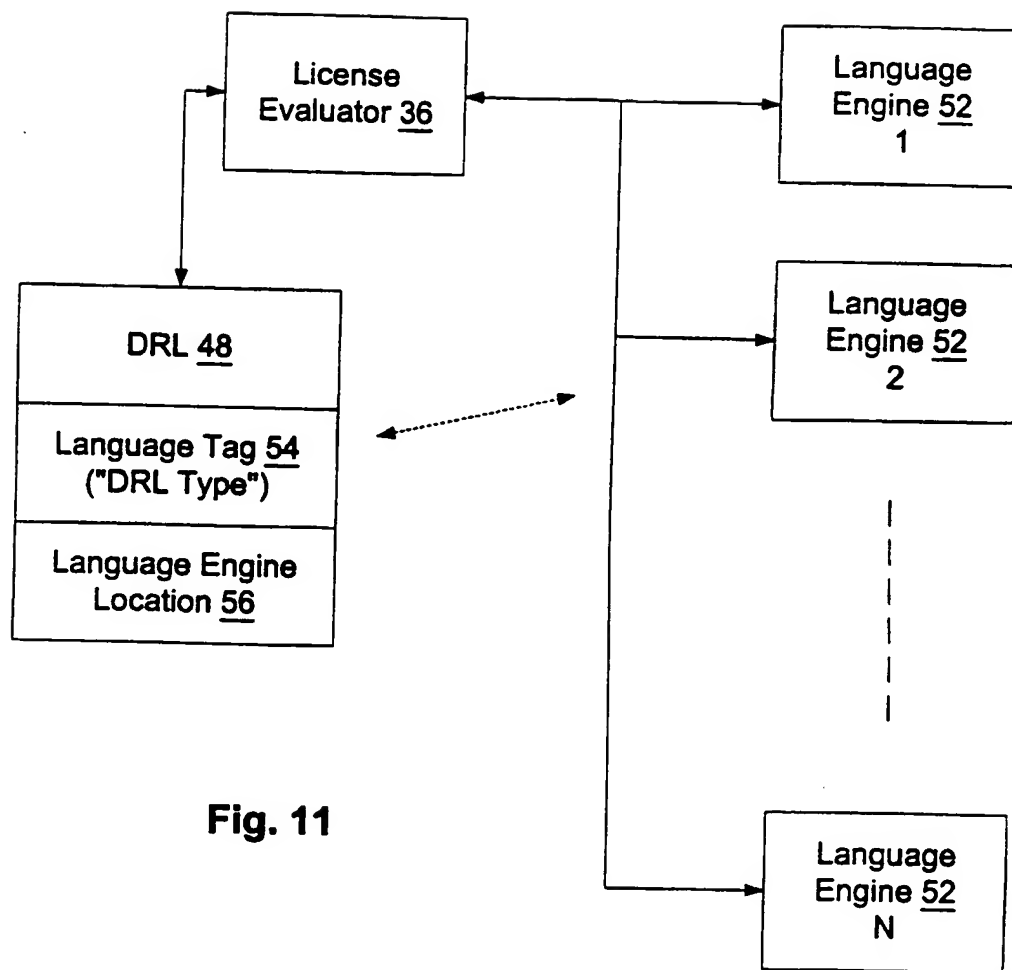 License
Evaluator 36
Language
Engine 52
1
DRL 48
Language Tag 54
("DRL Type")
Language Engine
Location 56
Language
Engine 52
2
Fig. 11
Language
Engine 52
N